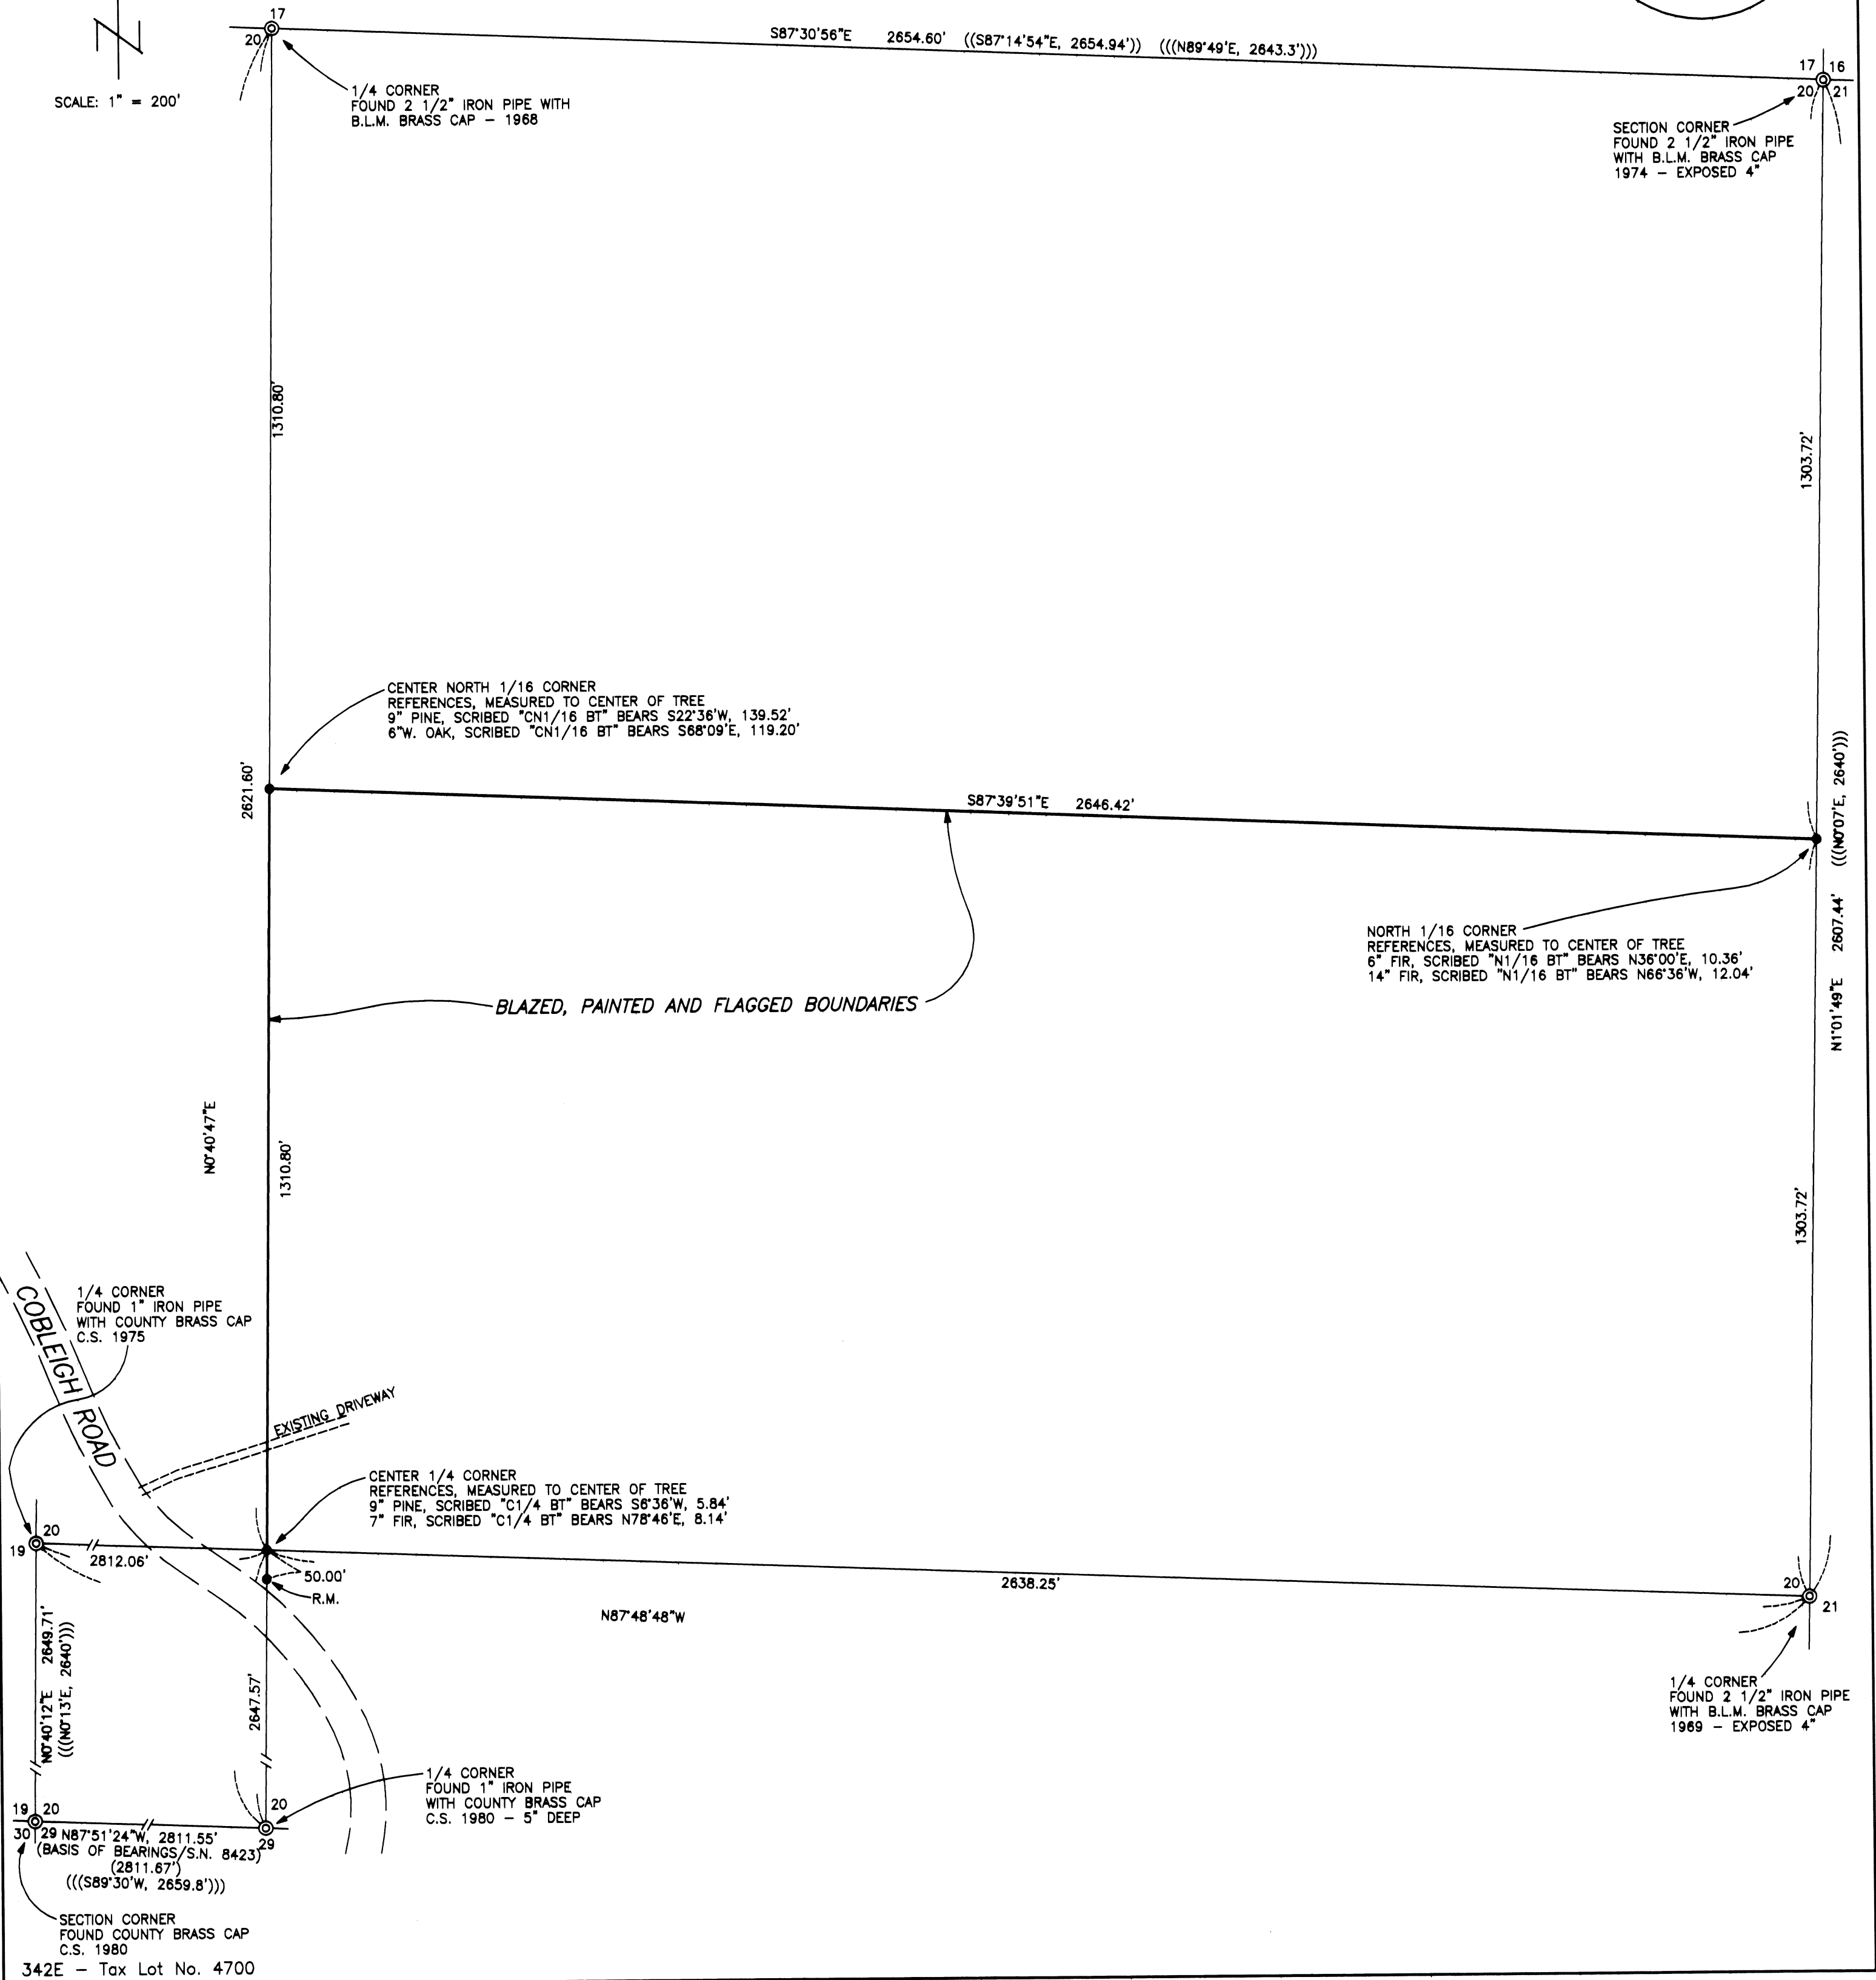 17
20
S87°30'56"E 2654.60' ((S87°14'54"E, 2654.94')) (((N89°49'E, 2643.3')))
17 16
20 21
SCALE: 1" = 200'
1/4 CORNER
FOUND 2 1/2" IRON PIPE WITH
B.L.M. BRASS CAP – 1968
SECTION CORNER
FOUND 2 1/2" IRON PIPE
WITH B.L.M. BRASS CAP
1974 – EXPOSED 4"
1310.80'
1303.72'
CENTER NORTH 1/16 CORNER
REFERENCES, MEASURED TO CENTER OF TREE
9" PINE, SCRIBED "CN1/16 BT" BEARS S22°36'W, 139.52'
6"W. OAK, SCRIBED "CN1/16 BT" BEARS S68°09'E, 119.20'
2621.60'
S87°39'51"E 2646.42'
N1°01'49"E 2607.44' (((N0°07'E, 2640')))
NORTH 1/16 CORNER
REFERENCES, MEASURED TO CENTER OF TREE
6" FIR, SCRIBED "N1/16 BT" BEARS N36°00'E, 10.36'
14" FIR, SCRIBED "N1/16 BT" BEARS N66°36'W, 12.04'
BLAZED, PAINTED AND FLAGGED BOUNDARIES
N0°40'47"E
1310.80'
1303.72'
1/4 CORNER
FOUND 1" IRON PIPE
WITH COUNTY BRASS CAP
C.S. 1975
COBLEIGH ROAD
EXISTING DRIVEWAY
CENTER 1/4 CORNER
REFERENCES, MEASURED TO CENTER OF TREE
9" PINE, SCRIBED "C1/4 BT" BEARS S6°36'W, 5.84'
7" FIR, SCRIBED "C1/4 BT" BEARS N78°46'E, 8.14'
20
19
2812.06'
50.00'
R.M.
2638.25'
N87°48'48"W
20
21
N0°40'12"E 2649.71'
(((N0°13'E, 2640')))
2647.57'
1/4 CORNER
FOUND 2 1/2" IRON PIPE
WITH B.L.M. BRASS CAP
1969 – EXPOSED 4"
1/4 CORNER
FOUND 1" IRON PIPE
WITH COUNTY BRASS CAP
C.S. 1980 – 5" DEEP
19 20
20
30 29 N87°51'24"W, 2811.55'
29
(BASIS OF BEARINGS/S.N. 8423)
(2811.67')
(((S89°30'W, 2659.8')))
SECTION CORNER
FOUND COUNTY BRASS CAP
C.S. 1980
342E – Tax Lot No. 4700